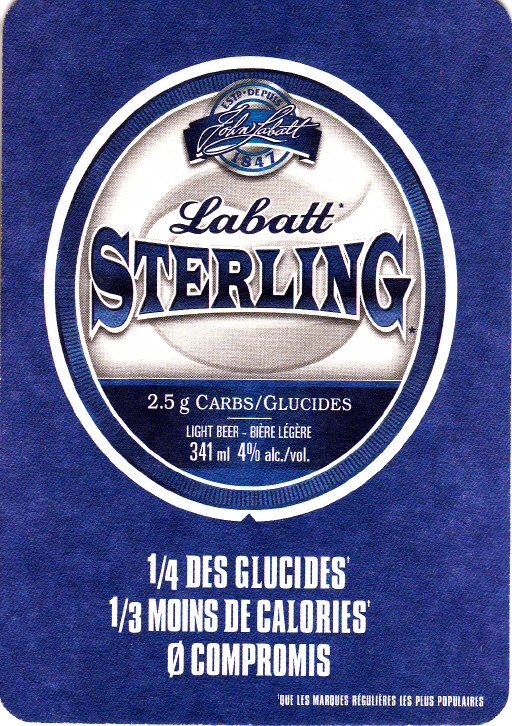 ESTD·DEPUIS
John Labatt
1847
Labatt*
STERLING*
2.5 g CARBS/GLUCIDES
LIGHT BEER - BIÈRE LÉGÈRE
341 ml 4% alc./vol.
1/4 DES GLUCIDES†
1/3 MOINS DE CALORIES†
Ø COMPROMIS
†QUE LES MARQUES RÉGULIÈRES LES PLUS POPULAIRES